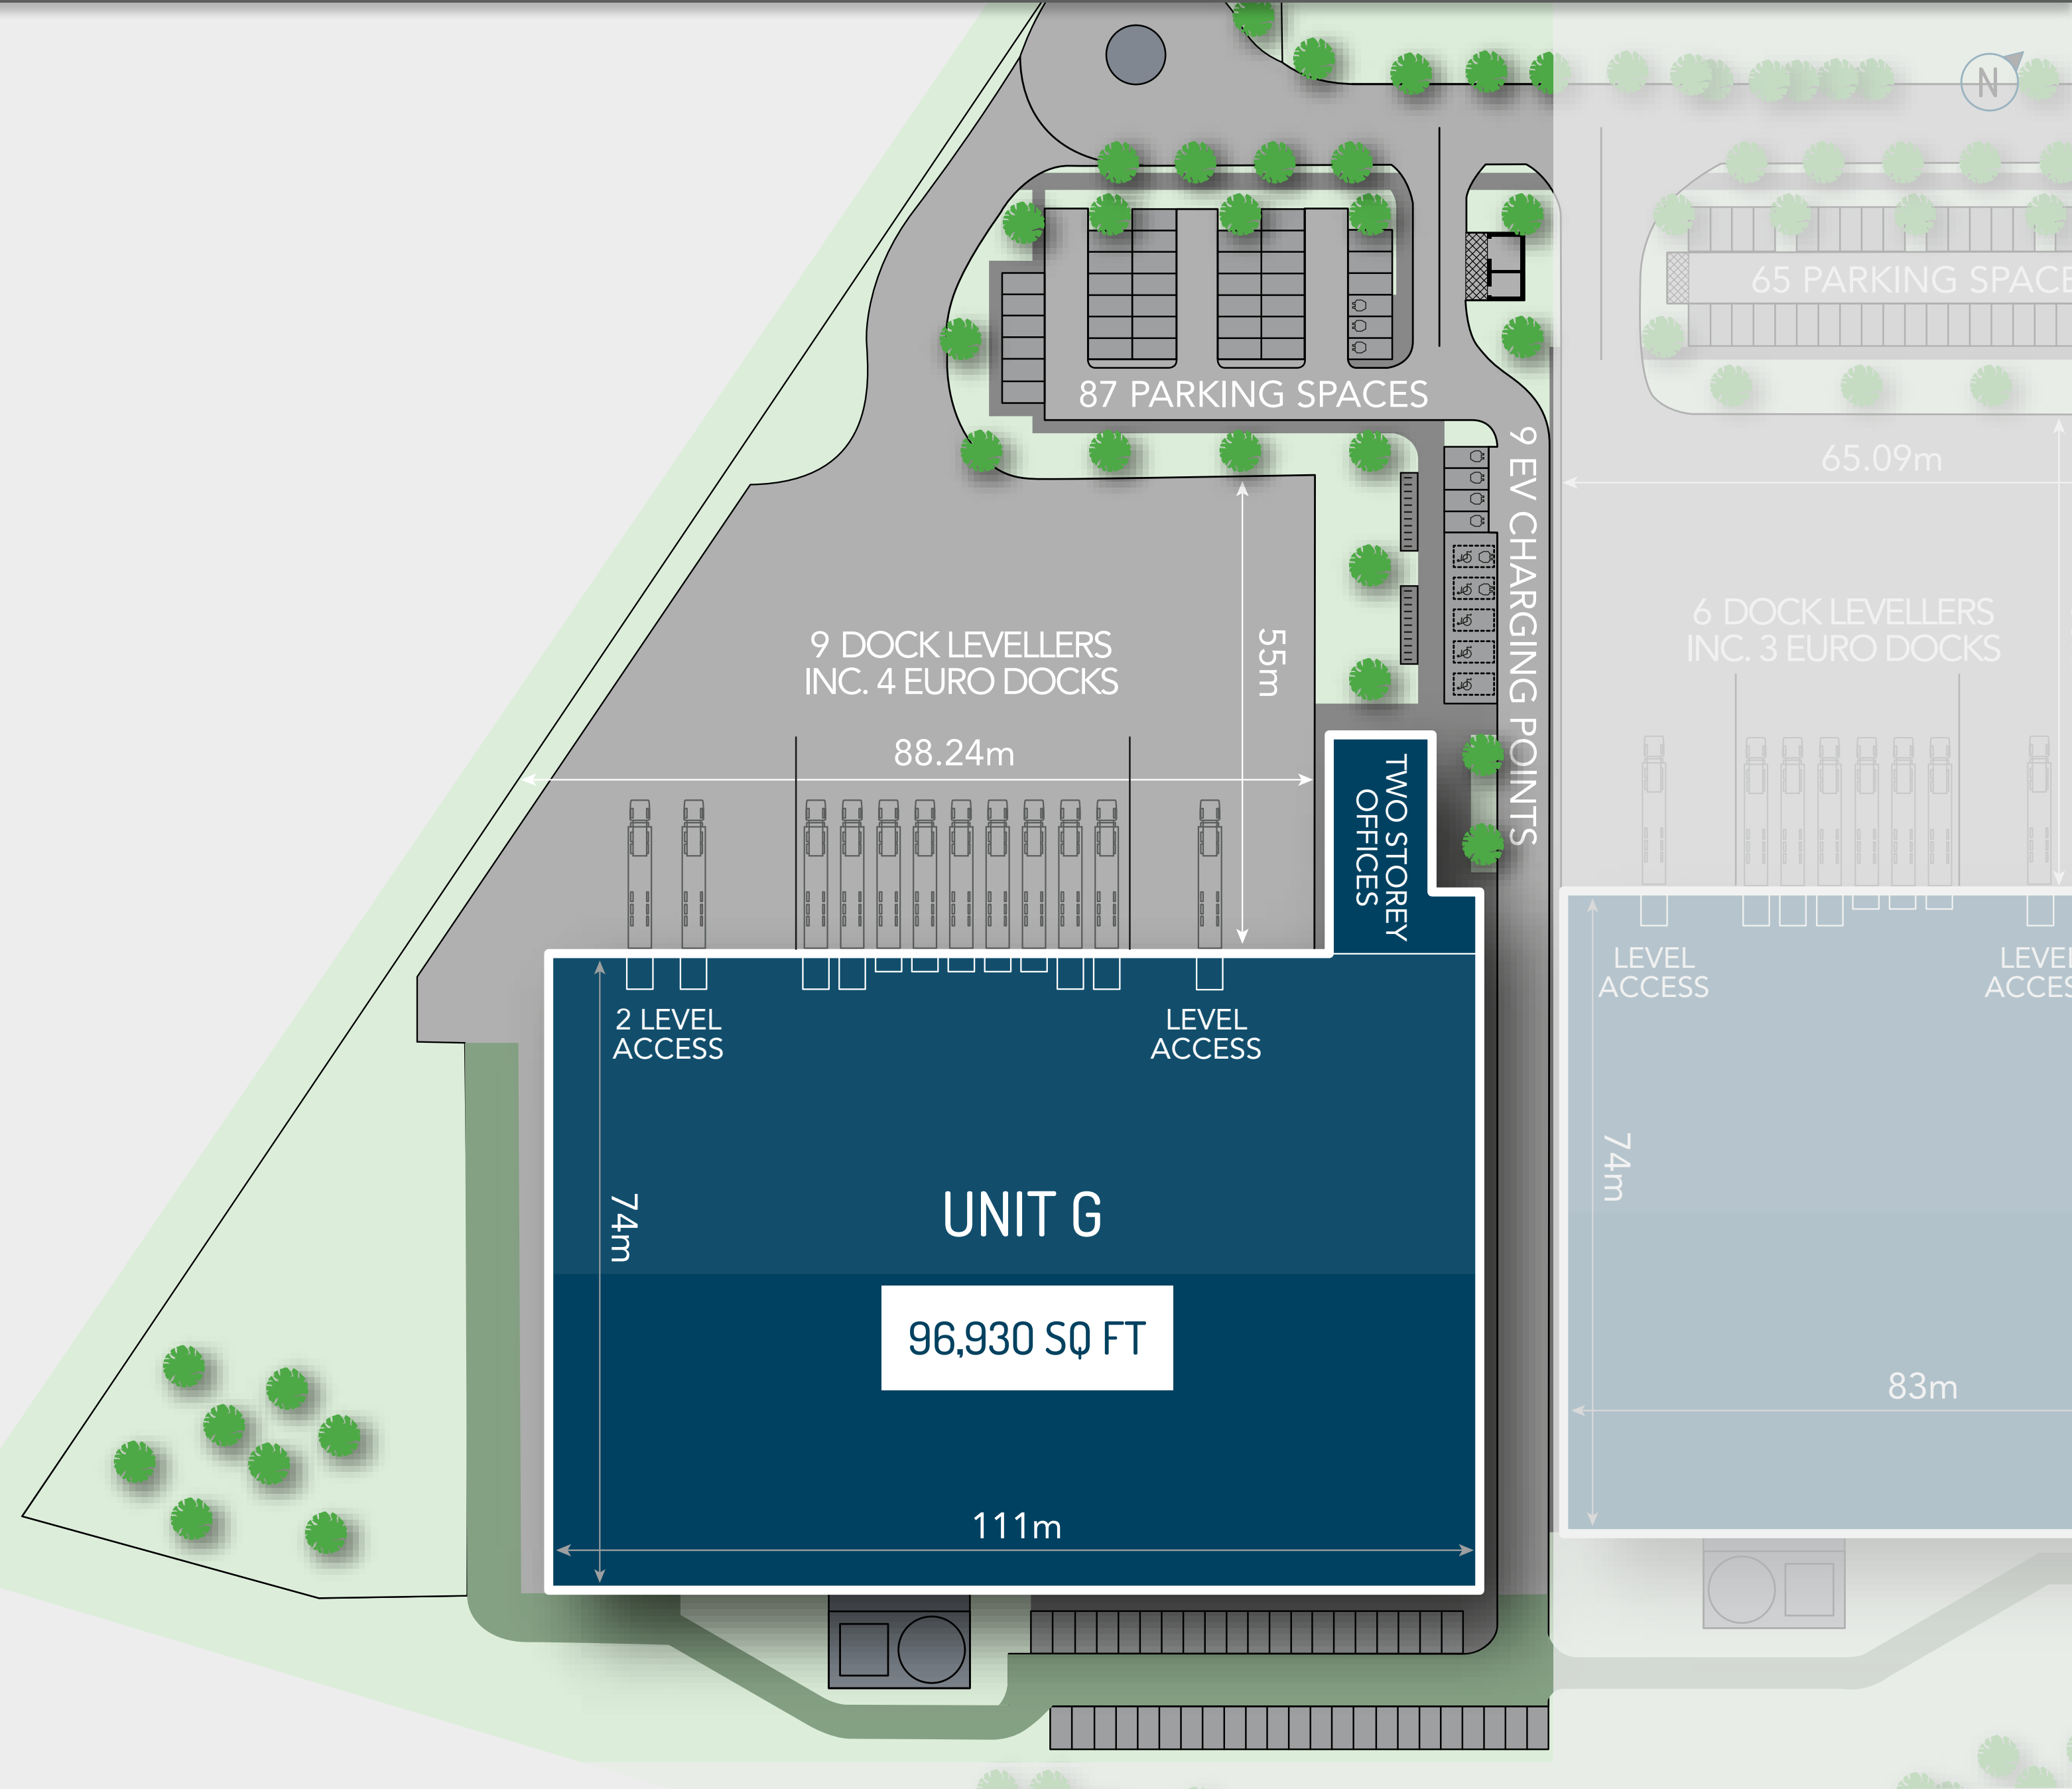 N
65 PARKING SPACE
87 PARKING SPACES
9 EV CHARGING POINTS
65.09m
9 DOCK LEVELLERS
INC. 4 EURO DOCKS
55m
6 DOCK LEVELLERS
INC. 3 EURO DOCKS
88.24m
TWO STOREY
OFFICES
2 LEVEL
ACCESS
LEVEL
ACCESS
LEVEL
ACCESS
LEVEL
ACCESS
74m
74m
UNIT G
96,930 SQ FT
83m
111m